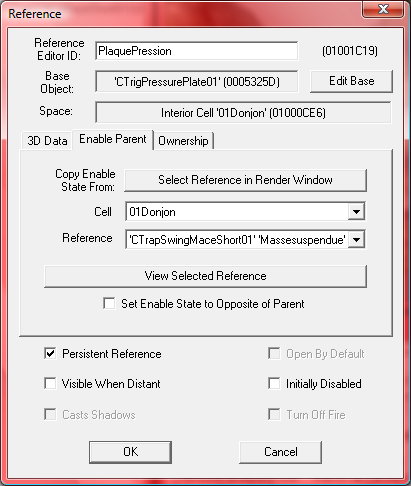 Reference
Reference Editor ID: PlaquePression (01001C19)
Base Object: 'CTrigPressurePlate01' (0005325D) Edit Base
Space: Interior Cell '01Donjon' (01000CE6)
3D Data Enable Parent Ownership
Copy Enable State From: Select Reference in Render Window
Cell 01Donjon
Reference 'CTrapSwingMaceShort01' 'Massesuspendue'
View Selected Reference
Set Enable State to Opposite of Parent
Persistent Reference Open By Default
Visible When Distant Initially Disabled
Casts Shadows Turn Off Fire
OK Cancel